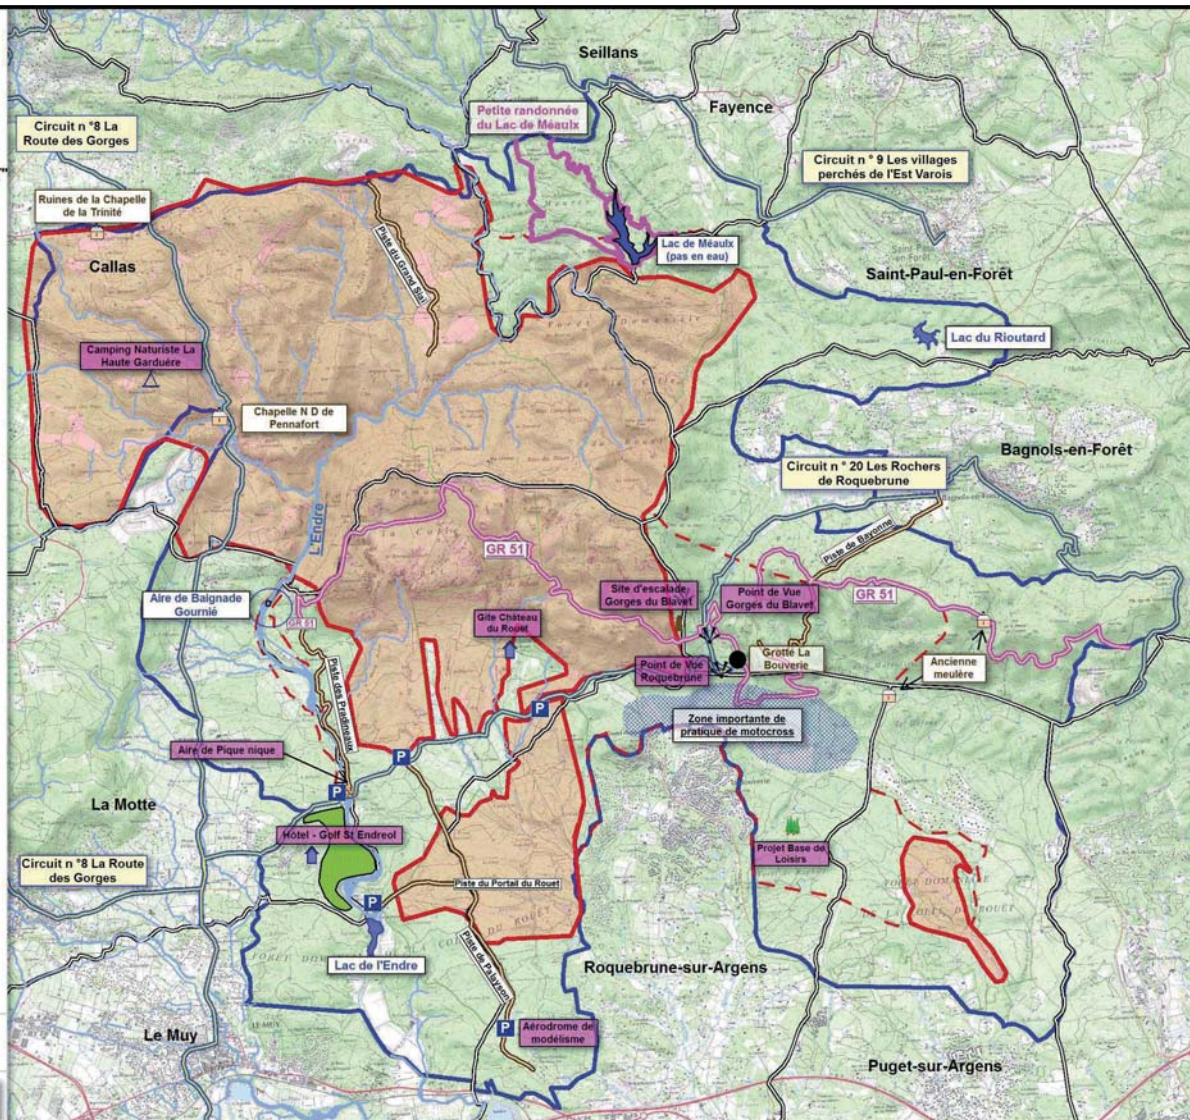 Seillans
Fayence
Petite randonnée
du Lac de Méaulx
Circuit n °8 La
Route des Gorges
Circuit n ° 9 Les villages
perchés de l'Est Varois
Ruines de la Chapelle
de la Trinité
Piste du Grand Siai
Lac de Méaulx
(pas en eau)
Callas
Saint-Paul-en-Forêt
Lac du Rioutard
Camping Naturiste La
Haute Garduère
Chapelle N D de
Pennafort
Bagnols-en-Forêt
Circuit n ° 20 Les Rochers
de Roquebrune
L'Endre
Piste de Bayonne
GR 51
Aire de Baignade
Gournié
GR 51
Site d'escalade
Gorges du Blavet
Point de Vue
Gorges du Blavet
GR 51
Gîte Château
du Rouet
Grotte La
Bouverie
Point de Vue
Roquebrune
Ancienne
meulère
Piste des Pradineaux
P
Zone importante de
pratique de motocross
Aire de Pique nique
P
P
La Motte
Hôtel - Golf St Endreol
Projet Base de
Loisirs
Circuit n °8 La Route
des Gorges
Piste du Portail du Rouet
P
FORÊT DOMANIALE
Piste de Palayson
Lac de l'Endre
Roquebrune-sur-Argens
P
Aérodrome de
modélisme
LE MUY
Le Muy
Puget-sur-Argens